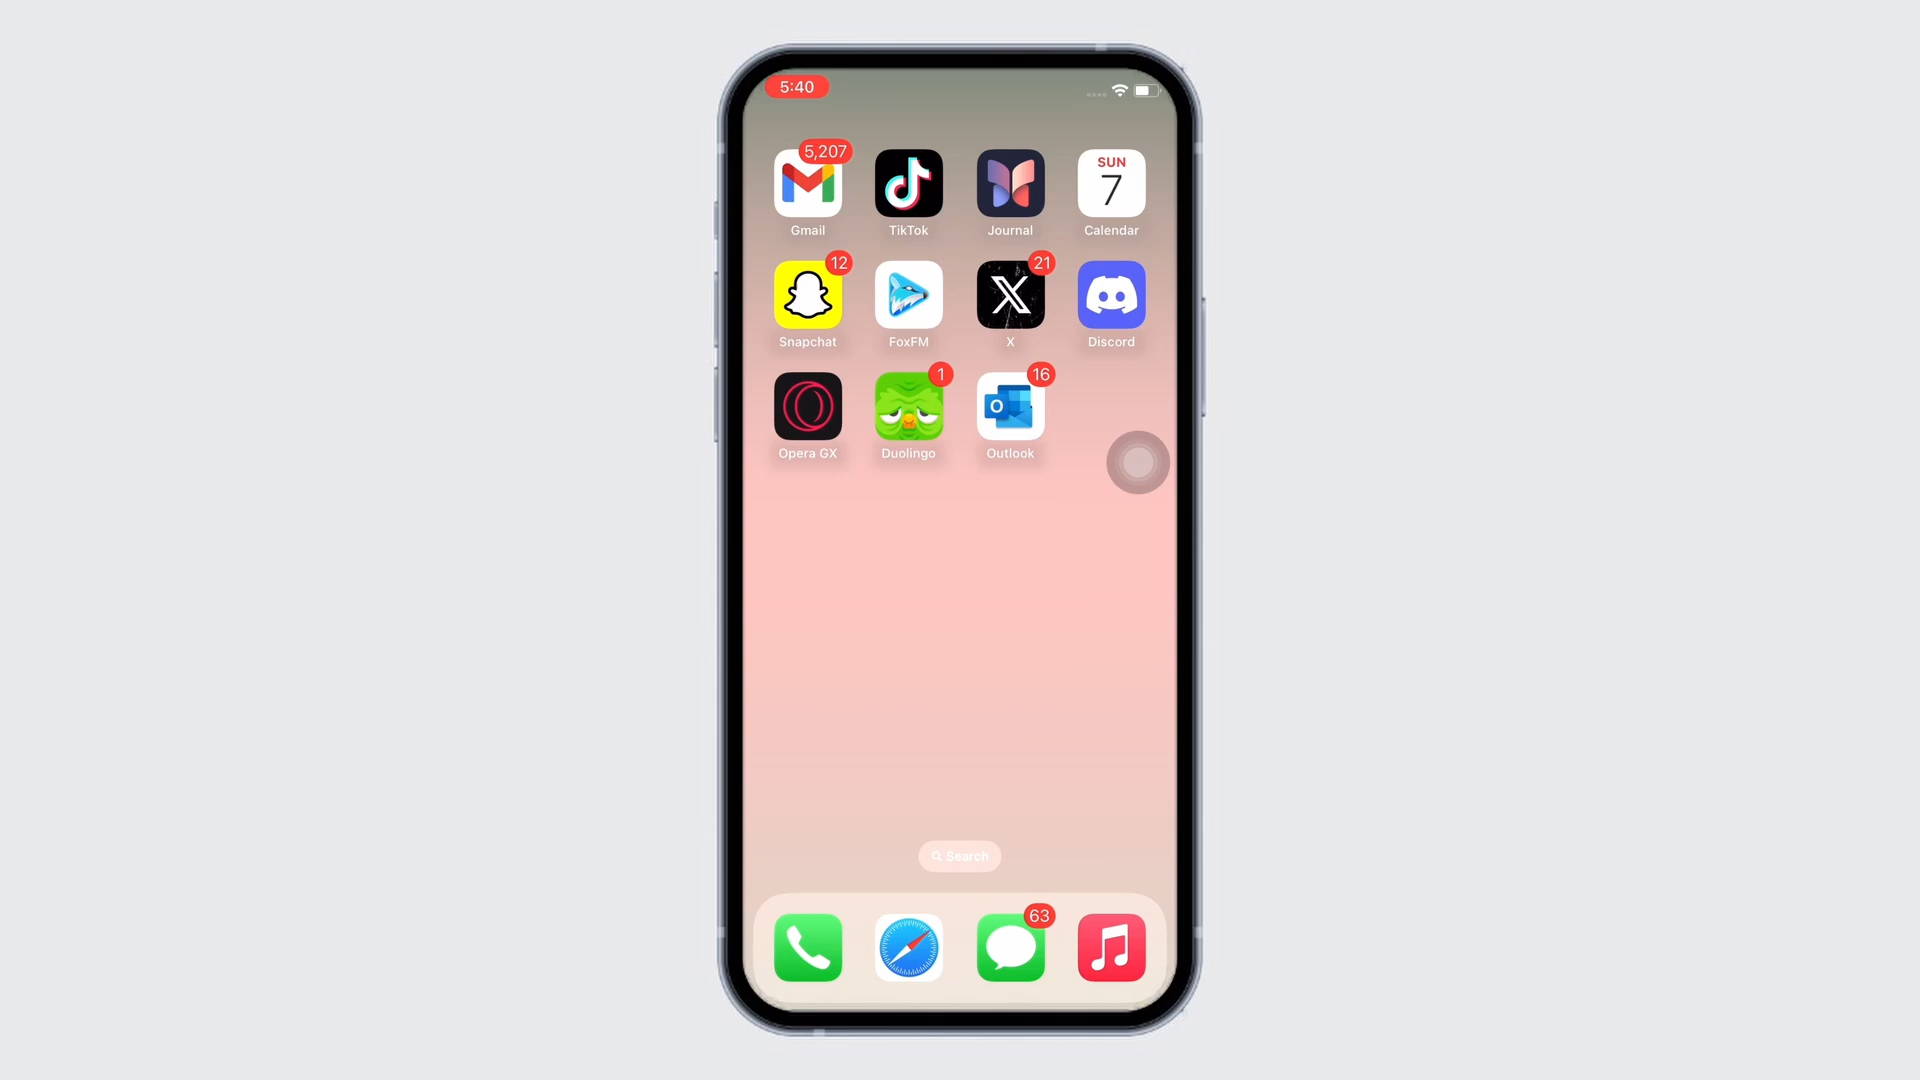 5:40
5,207
Gmail
TikTok
Journal
SUN
7
Calendar
12
Snapchat
FoxFM
21
X
Discord
Opera GX
1
Duolingo
16
O
Outlook
Search
63